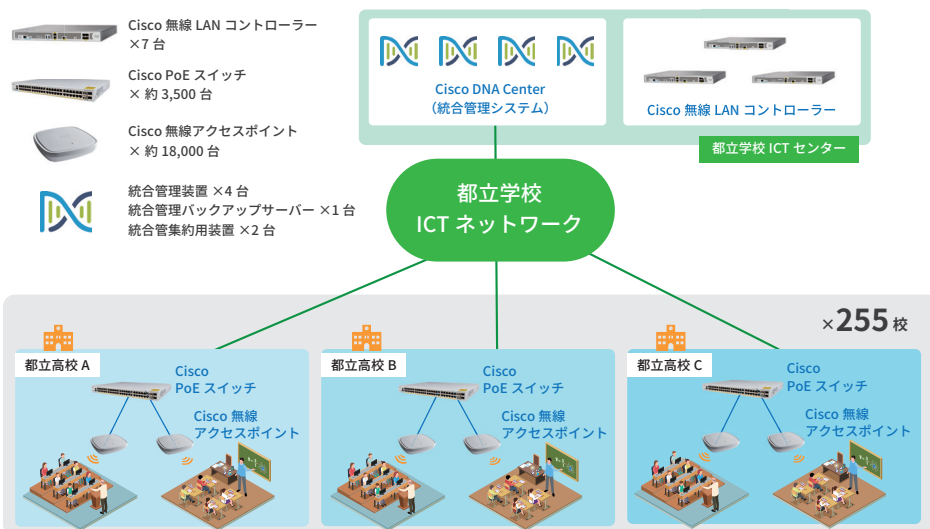 Cisco 無線 LAN コントローラー
×7 台
Cisco PoE スイッチ
× 約 3,500 台
Cisco 無線アクセスポイント
× 約 18,000 台
統合管理装置 ×4 台
統合管理バックアップサーバー ×1 台
統合管集約用装置 ×2 台
Cisco DNA Center
（統合管理システム）
Cisco 無線 LAN コントローラー
都立学校 ICT センター
都立学校
ICT ネットワーク
×255 校
都立高校 A
Cisco
PoE スイッチ
Cisco 無線
アクセスポイント
都立高校 B
Cisco
PoE スイッチ
Cisco 無線
アクセスポイント
都立高校 C
Cisco
PoE スイッチ
Cisco 無線
アクセスポイント